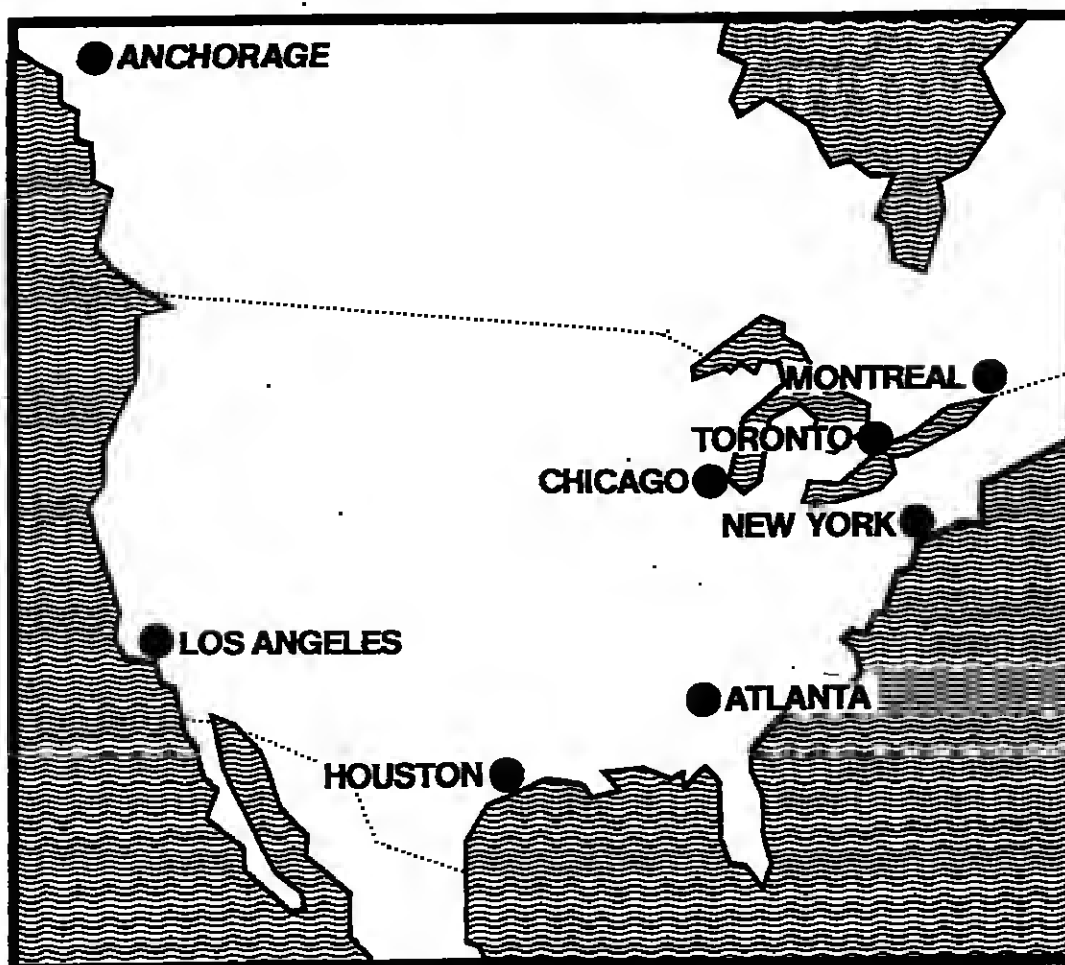 ANCHORAGE
MONTREAL
TORONTO
CHICAGO
NEW YORK
LOS ANGELES
ATLANTA
HOUSTON